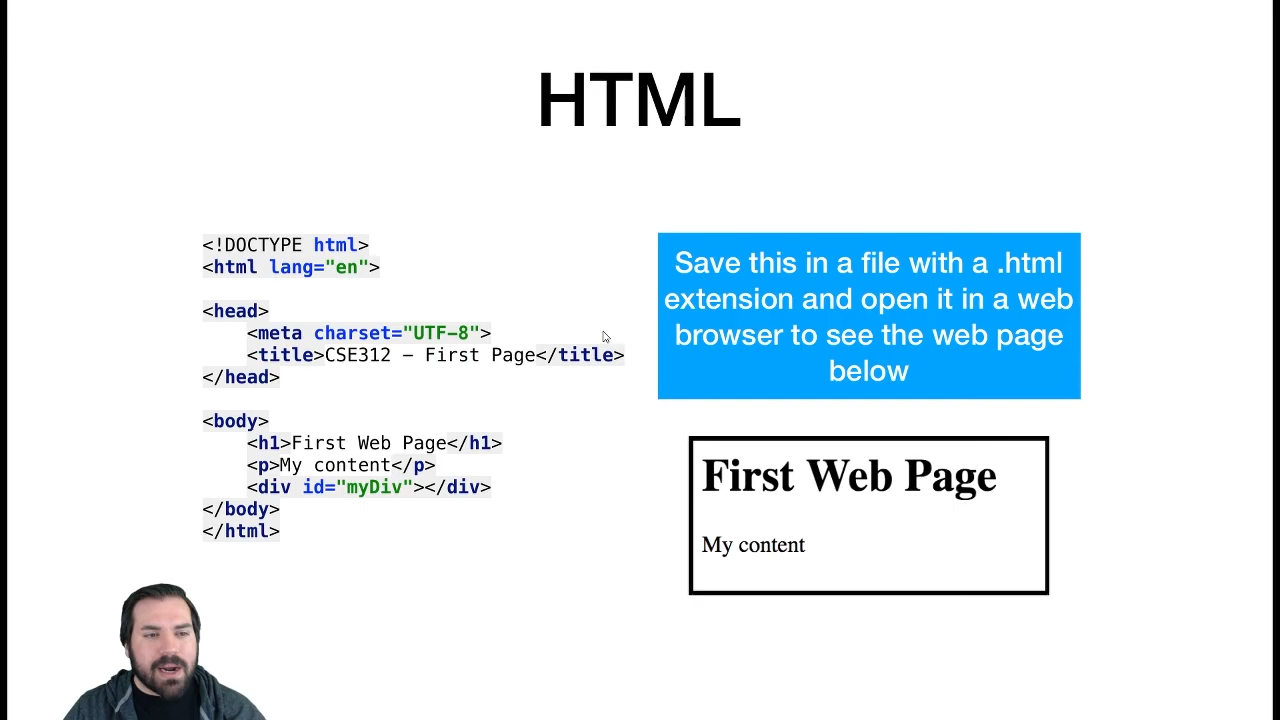 HTML
<!DOCTYPE html>
<html lang="en">
<head>
<meta charset="UTF-8">
<title>CSE312 – First Page</title>
</head>
<body>
<h1>First Web Page</h1>
<p>My content</p>
<div id="myDiv"></div>
</body>
</html>
Save this in a file with a .html
extension and open it in a web
browser to see the web page
below
First Web Page
My content